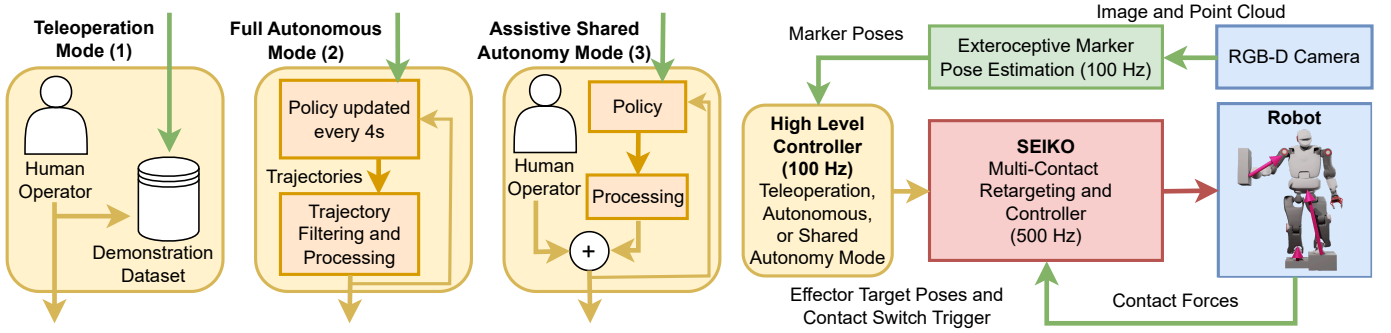 Teleoperation
Mode (1)
Human
Operator
Demonstration
Dataset
Full Autonomous
Mode (2)
Policy updated
every 4s
Trajectories
Trajectory
Filtering and
Processing
Assistive Shared
Autonomy Mode (3)
Human
Operator
Policy
Processing
+
Image and Point Cloud
Marker Poses
Exteroceptive Marker
Pose Estimation (100 Hz)
RGB-D Camera
High Level
Controller
(100 Hz)
Teleoperation,
Autonomous,
or Shared
Autonomy Mode
SEIKO
Multi-Contact
Retargeting and
Controller
(500 Hz)
Robot
Effector Target Poses and
Contact Switch Trigger
Contact Forces